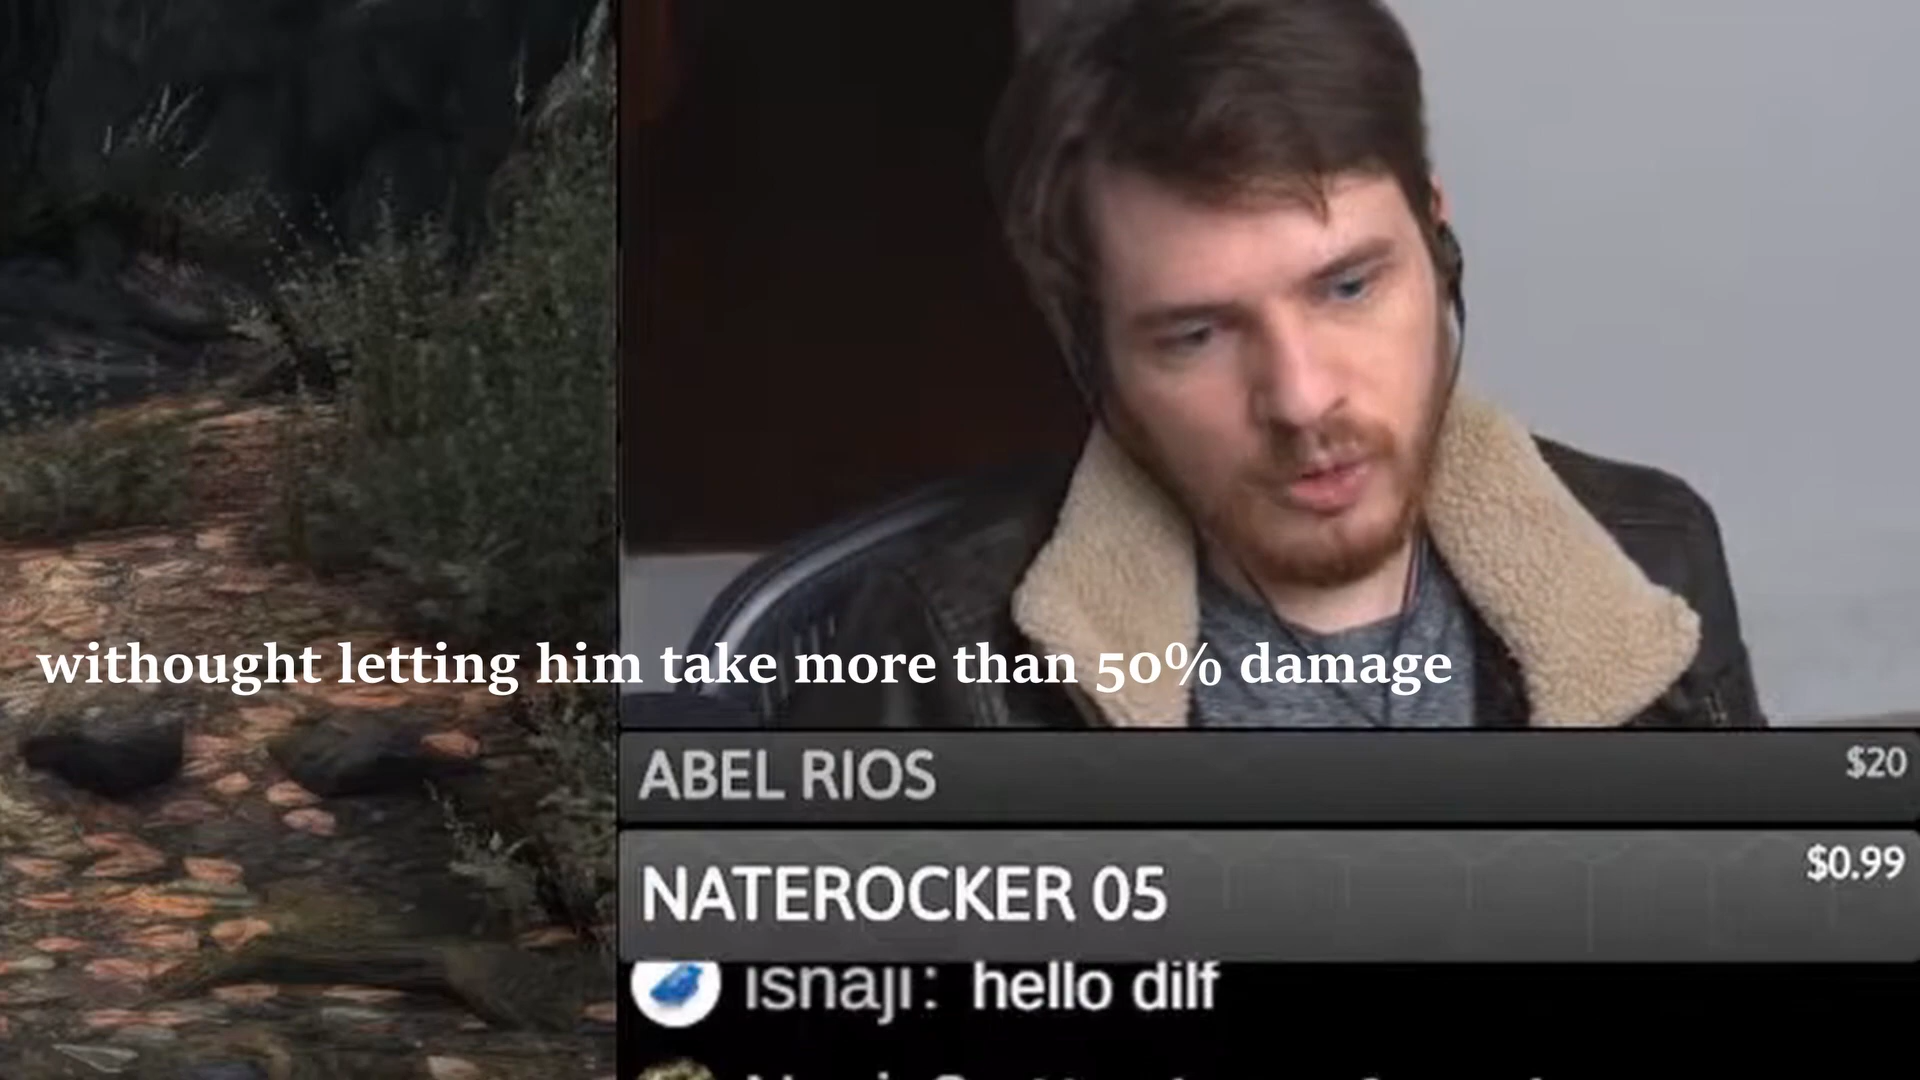 withought letting him take more than 50% damage
ABEL RIOS $20
NATEROCKER 05 $0.99
isnaji: hello dilf